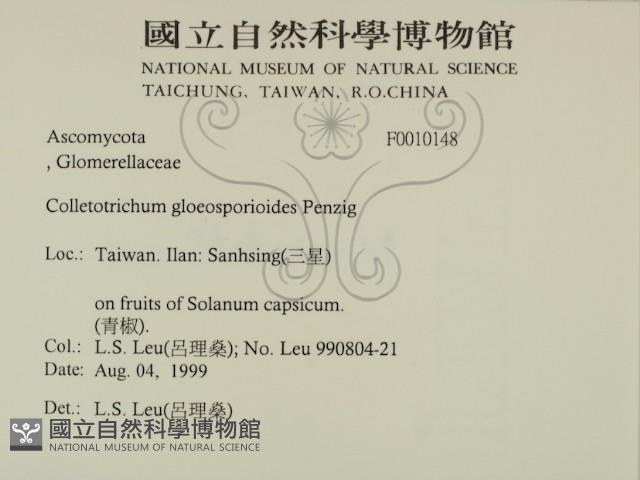 國立自然科學博物館
NATIONAL MUSEUM OF NATURAL SCIENCE
TAICHUNG, TAIWAN, R.O.CHINA
Ascomycota F0010148
, Glomerellaceae
Colletotrichum gloeosporioides Penzig
Loc.: Taiwan. Ilan: Sanhsing(三星)
on fruits of Solanum capsicum.
(青椒).
Col.: L.S. Leu(呂理燊); No. Leu 990804-21
Date: Aug. 04, 1999
Det.: L.S. Leu(呂理燊)
國立自然科學博物館
NATIONAL MUSEUM OF NATURAL SCIENCE